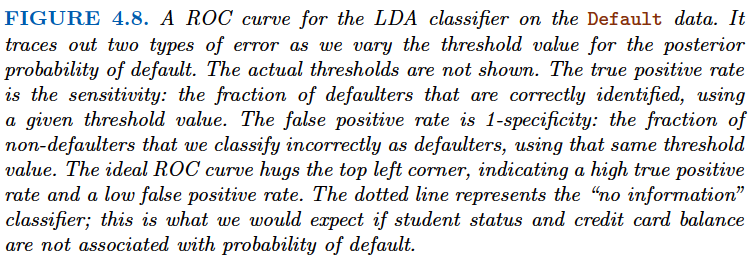 FIGURE 4.8. A ROC curve for the LDA classifier on the Default data. It
traces out two types of error as we vary the threshold value for the posterior
probability of default. The actual thresholds are not shown. The true positive rate
is the sensitivity: the fraction of defaulters that are correctly identified, using
a given threshold value. The false positive rate is 1-specificity: the fraction of
non-defaulters that we classify incorrectly as defaulters, using that same threshold
value. The ideal ROC curve hugs the top left corner, indicating a high true positive
rate and a low false positive rate. The dotted line represents the “no information”
classifier; this is what we would expect if student status and credit card balance
are not associated with probability of default.